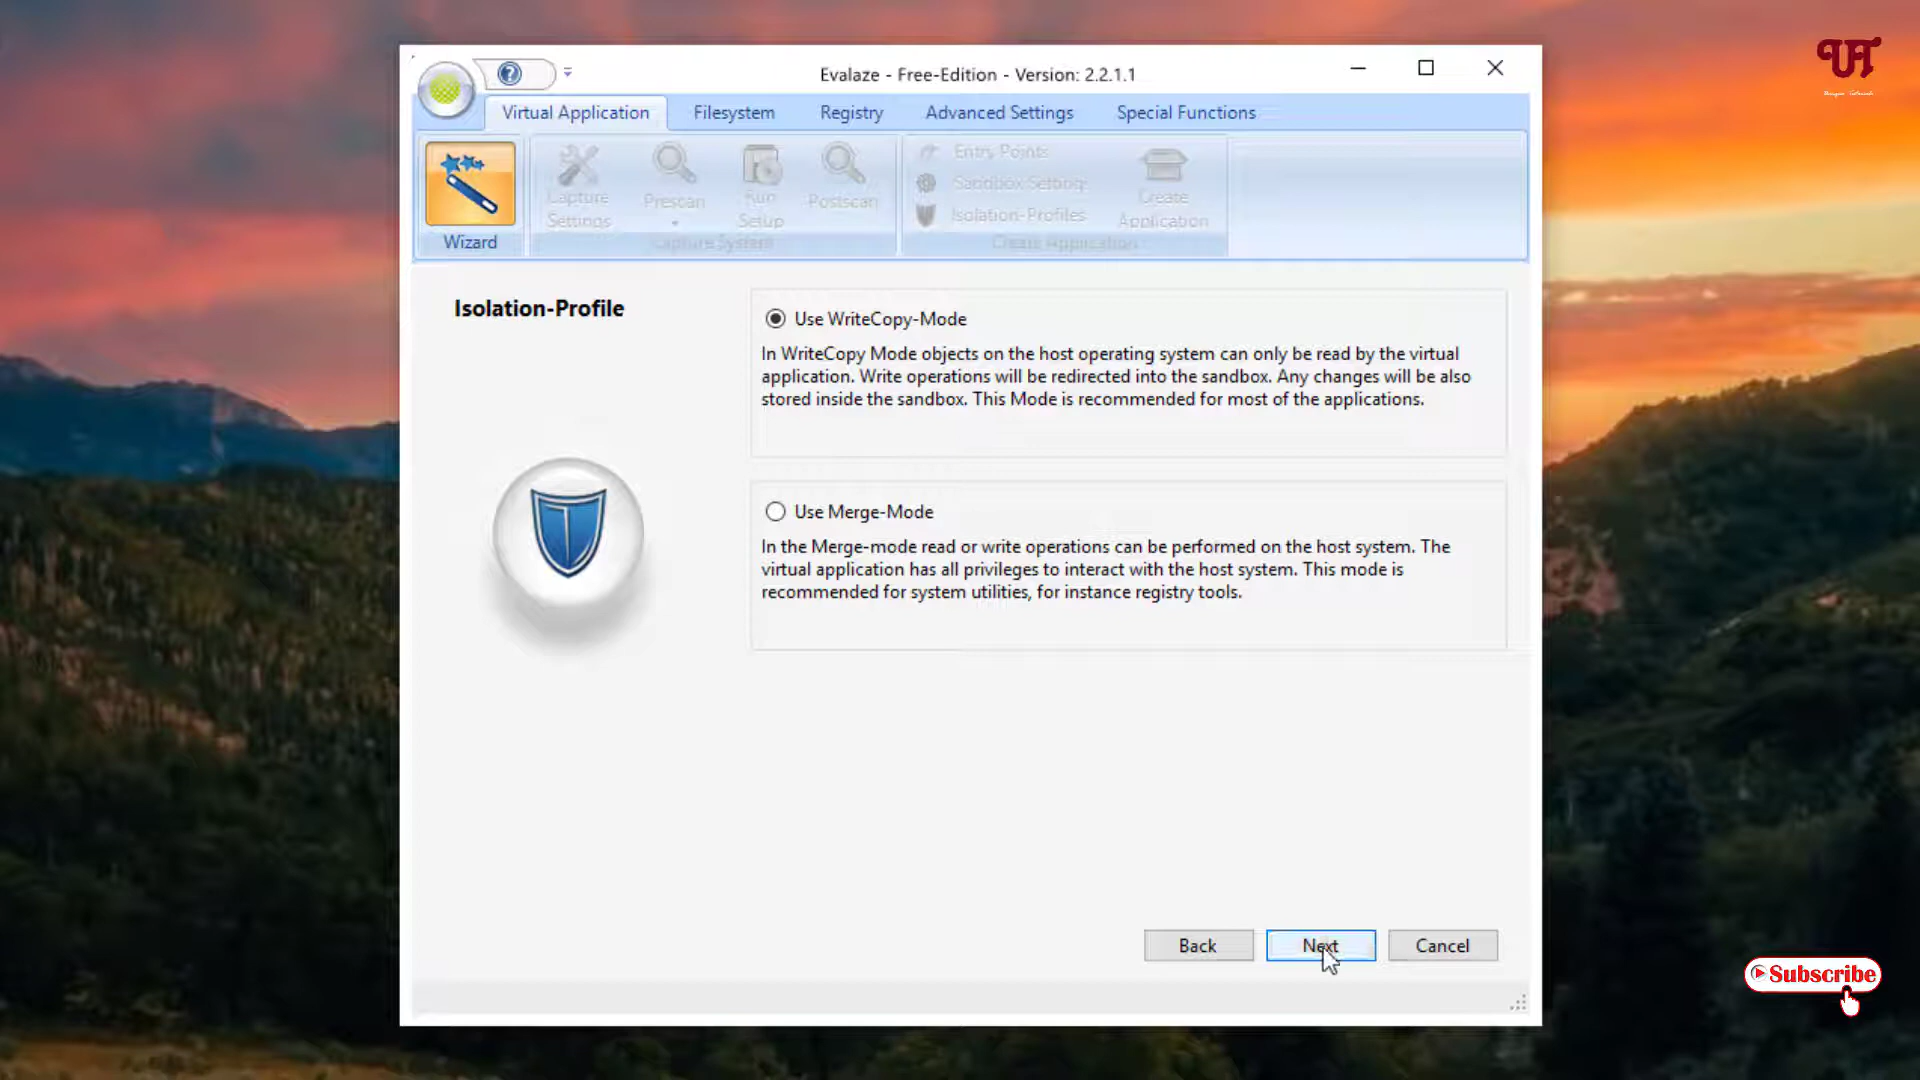 Evalaze - Free-Edition - Version: 2.2.1.1
Virtual Application
Filesystem
Registry
Advanced Settings
Special Functions
Wizard
Capture
Settings
Prescan
Run
Setup
Postscan
Capture System
Entry Points
Sandbox Settings
Isolation-Profiles
Create
Application
Create Application
Isolation-Profile
Use WriteCopy-Mode
In WriteCopy Mode objects on the host operating system can only be read by the virtual
application. Write operations will be redirected into the sandbox. Any changes will be also
stored inside the sandbox. This Mode is recommended for most of the applications.
Use Merge-Mode
In the Merge-mode read or write operations can be performed on the host system. The
virtual application has all privileges to interact with the host system. This mode is
recommended for system utilities, for instance registry tools.
Back
Next
Cancel
Subscribe